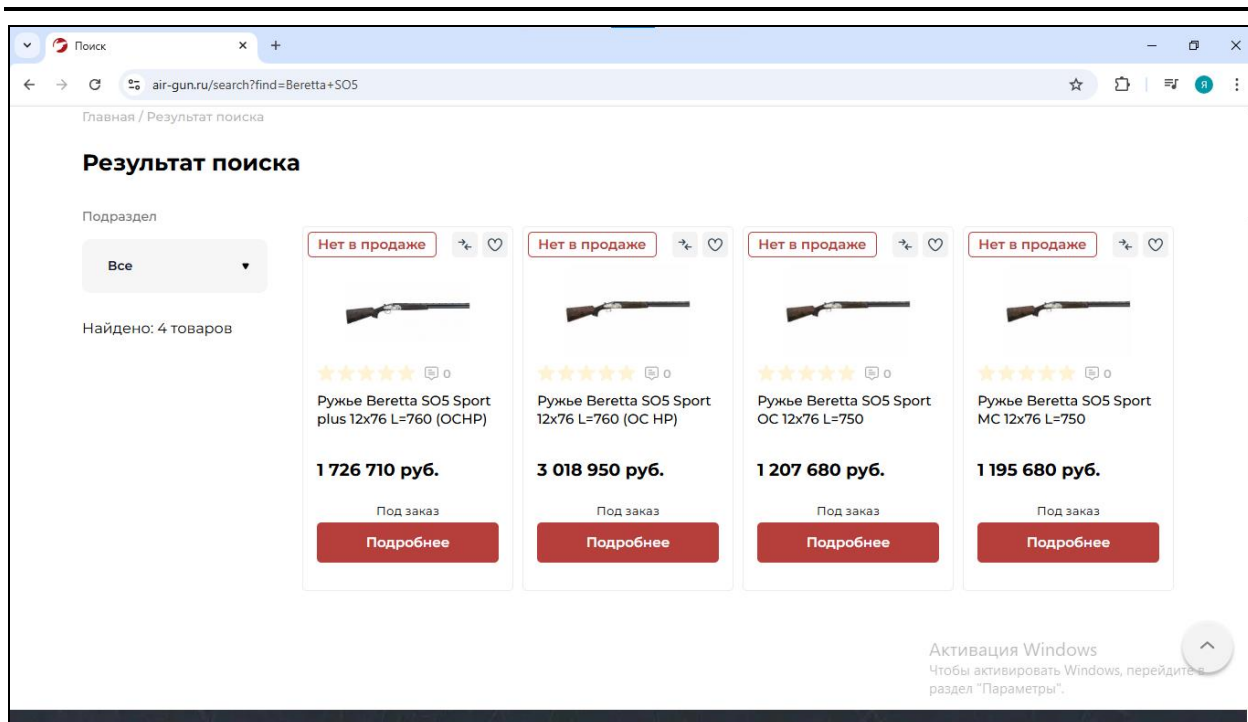 Поиск
air-gun.ru/search?find=Beretta+SO5
Я
Главная / Результат поиска
Результат поиска
Подраздел
Все
Найдено: 4 товаров
Нет в продаже
0
Ружье Beretta SO5 Sport
plus 12x76 L=760 (OCHP)
1 726 710 руб.
Под заказ
Подробнее
Нет в продаже
0
Ружье Beretta SO5 Sport
12x76 L=760 (OC HP)
3 018 950 руб.
Под заказ
Подробнее
Нет в продаже
0
Ружье Beretta SO5 Sport
OC 12x76 L=750
1 207 680 руб.
Под заказ
Подробнее
Нет в продаже
0
Ружье Beretta SO5 Sport
MC 12x76 L=750
1 195 680 руб.
Под заказ
Подробнее
Активация Windows
Чтобы активировать Windows, перейдите в
раздел "Параметры".